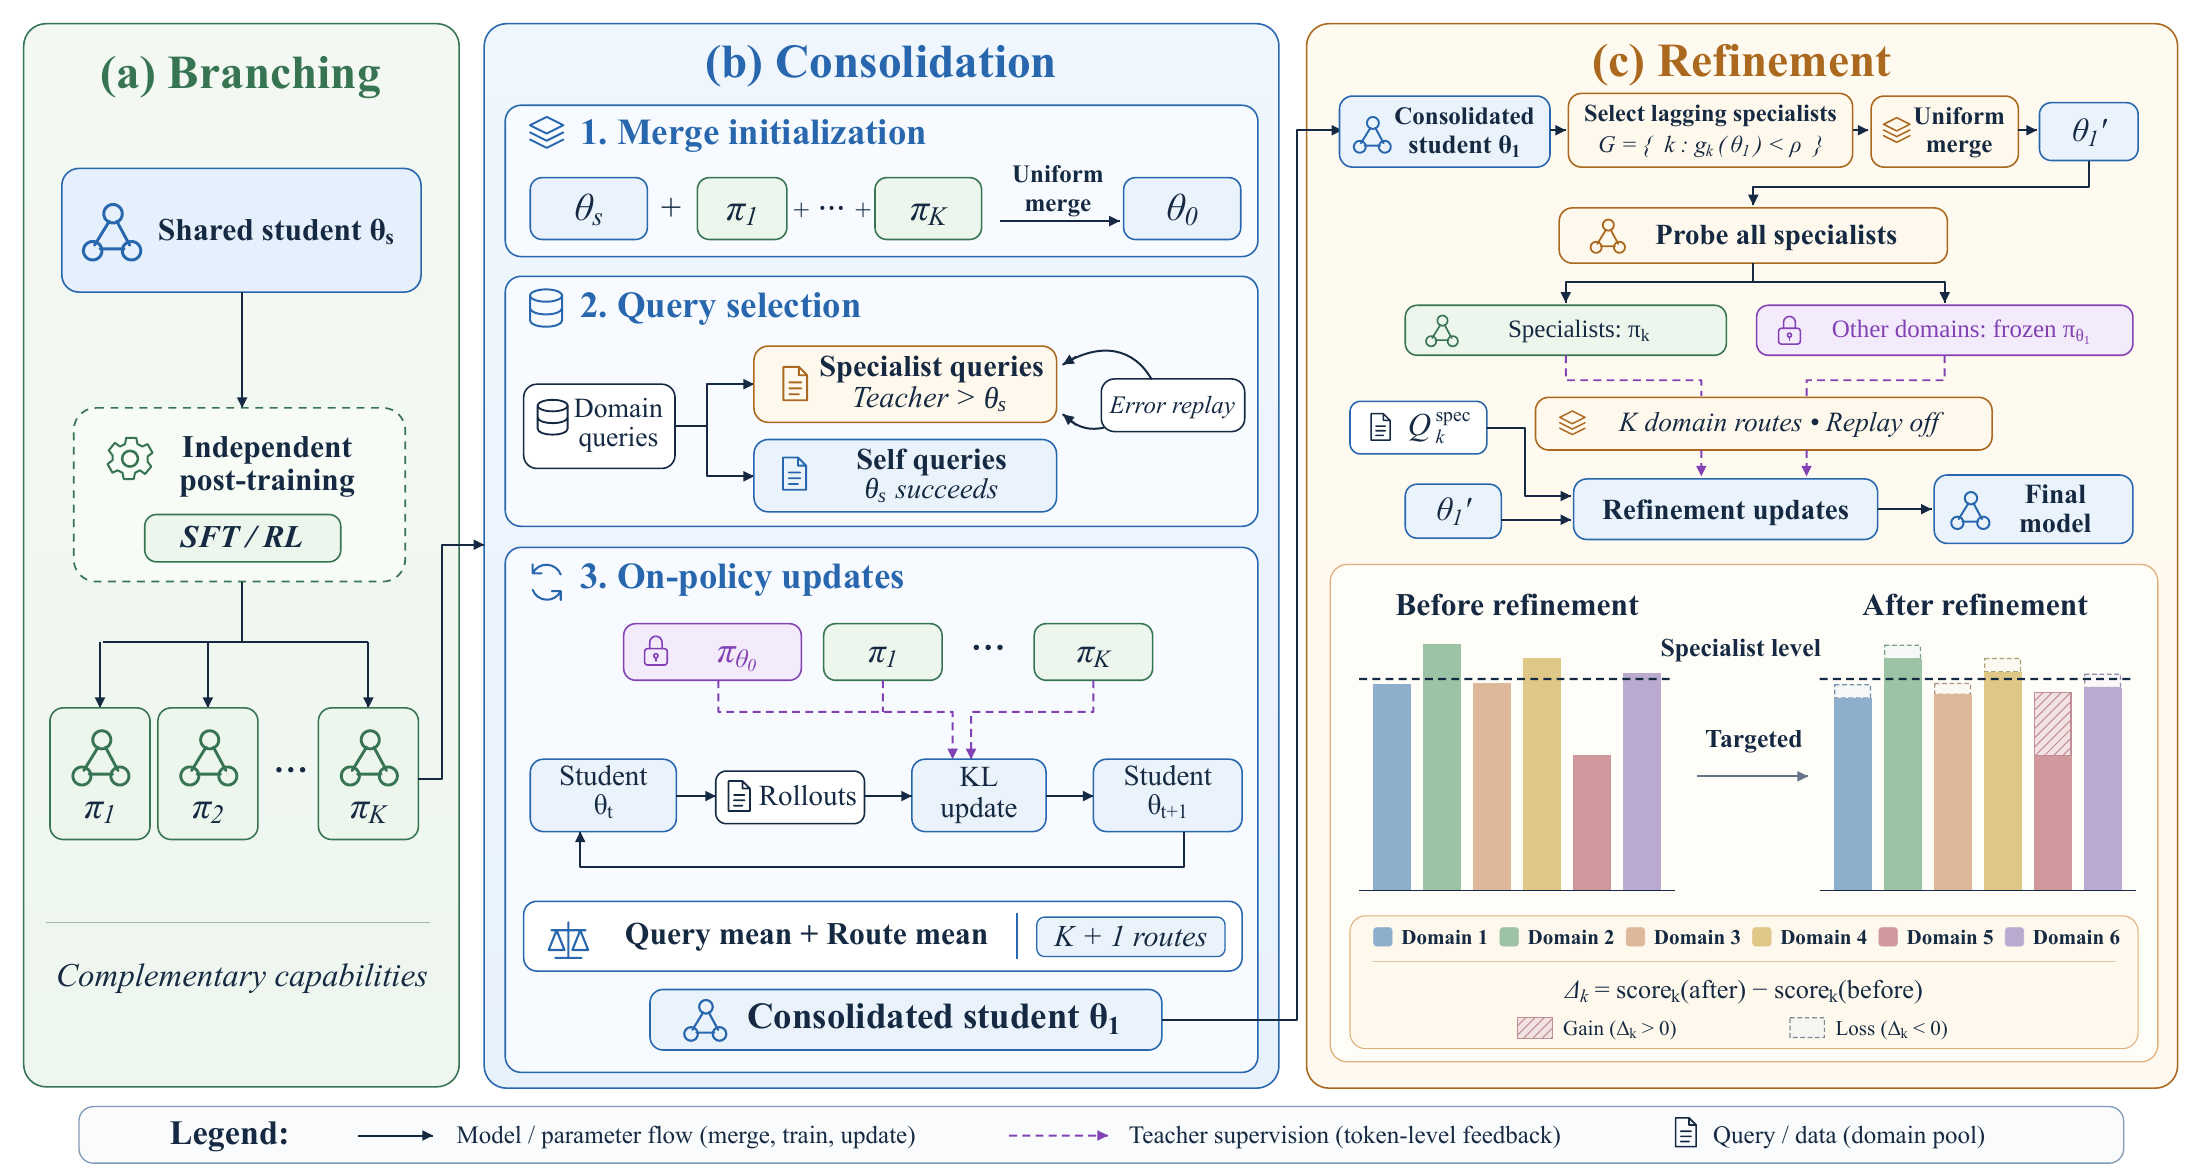 (a) Branching
Shared student θs
Independent
post-training
SFT / RL
π1
π2
···
πK
Complementary capabilities
(b) Consolidation
1. Merge initialization
θs + π1 + ··· + πK
Uniform
merge
θ0
2. Query selection
Domain
queries
Specialist queries
Teacher > θs
Error replay
Self queries
θs succeeds
3. On-policy updates
πθ0
π1
···
πK
Student
θt
Rollouts
KL
update
Student
θt+1
Query mean + Route mean
K + 1 routes
Consolidated student θ1
(c) Refinement
Consolidated
student θ1
Select lagging specialists
G = { k : gk(θ1) < ρ }
Uniform
merge
θ1′
Probe all specialists
Specialists: πk
Other domains: frozen πθ1
Qk spec
K domain routes • Replay off
θ1′
Refinement updates
Final
model
Before refinement
After refinement
Specialist level
Targeted
Domain 1
Domain 2
Domain 3
Domain 4
Domain 5
Domain 6
Δk = scorek(after) − scorek(before)
Gain (Δk > 0)
Loss (Δk < 0)
Legend:
Model / parameter flow (merge, train, update)
Teacher supervision (token-level feedback)
Query / data (domain pool)